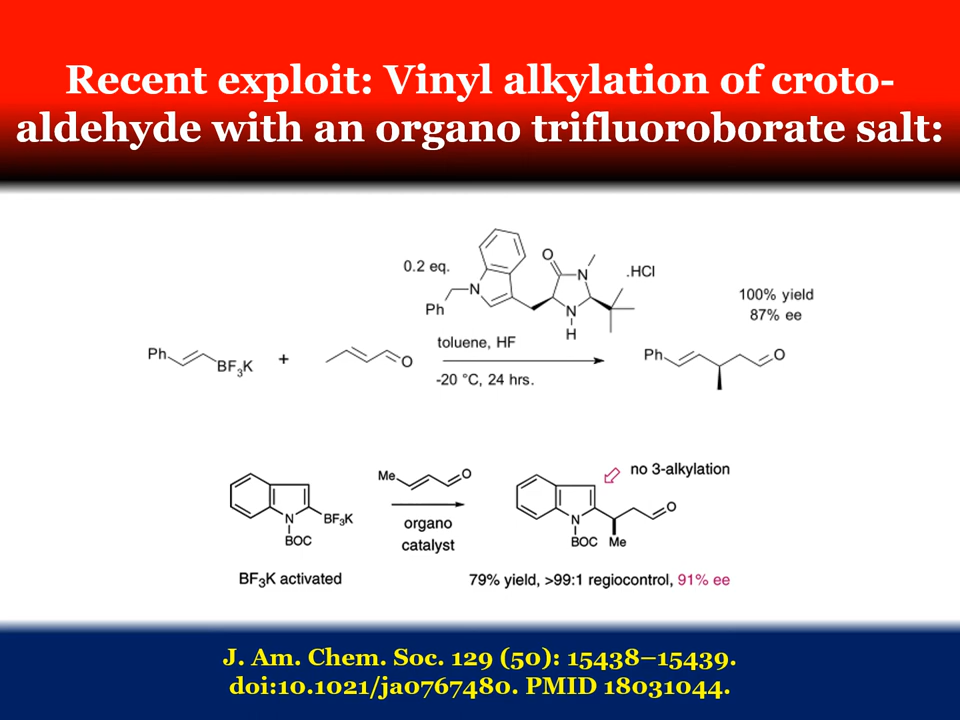 Recent exploit: Vinyl alkylation of croto-
aldehyde with an organo trifluoroborate salt:
0.2 eq.
N
Ph
O
N
N
H
.HCl
100% yield
87% ee
toluene, HF
-20 °C, 24 hrs.
Ph
BF3K
+
O
Ph
O
Me
O
organo
catalyst
N
BOC
BF3K
BF3K activated
no 3-alkylation
N
BOC
Me
O
79% yield, >99:1 regiocontrol, 91% ee
J. Am. Chem. Soc. 129 (50): 15438–15439.
doi:10.1021/ja0767480. PMID 18031044.